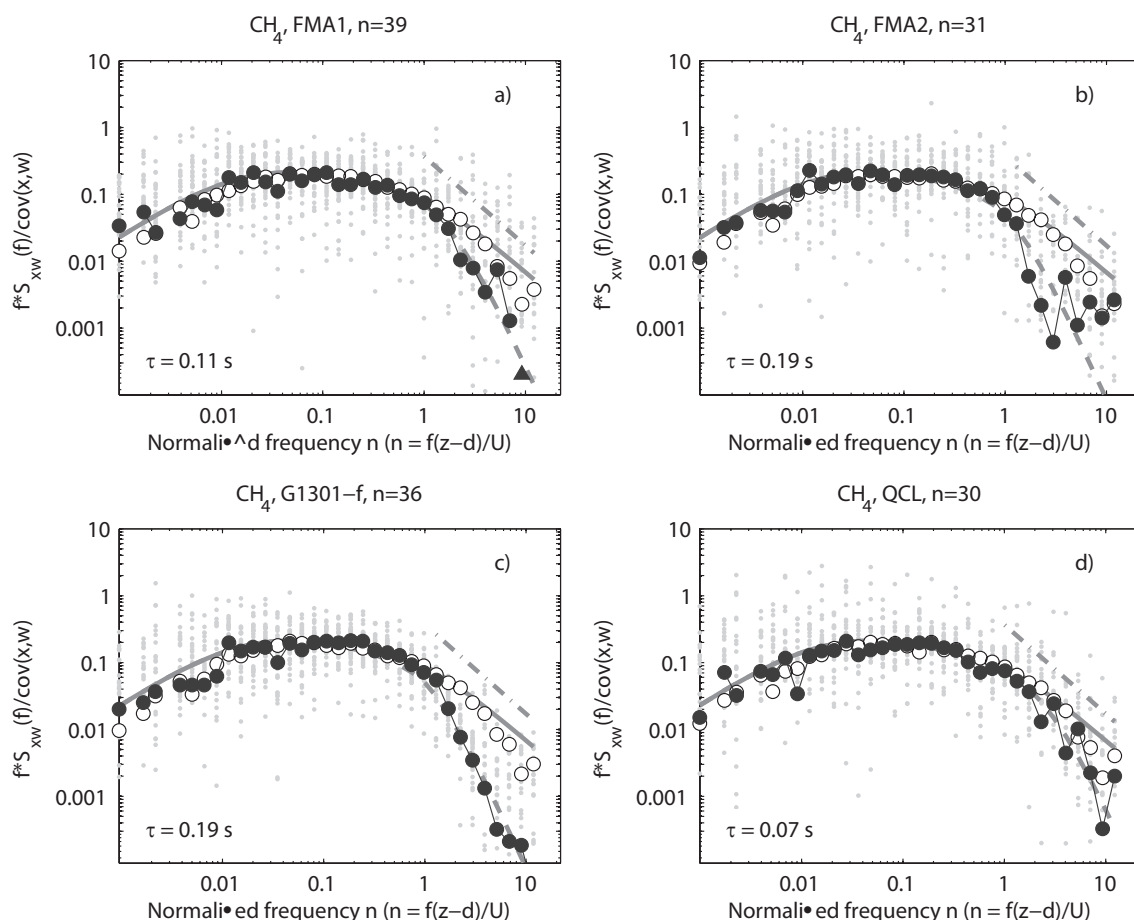 CH4, FMA1, n=39
CH4, FMA2, n=31
10
1
0.1
0.01
0.001
f*Sxw(f)/cov(x,w)
a)
τ = 0.11 s
0.01
0.1
1
10
Normali•^d frequency n (n = f(z−d)/U)
10
1
0.1
0.01
0.001
f*Sxw(f)/cov(x,w)
b)
τ = 0.19 s
0.01
0.1
1
10
Normali•ed frequency n (n = f(z−d)/U)
CH4, G1301−f, n=36
CH4, QCL, n=30
10
1
0.1
0.01
0.001
f*Sxw(f)/cov(x,w)
c)
τ = 0.19 s
0.01
0.1
1
10
Normali•ed frequency n (n = f(z−d)/U)
10
1
0.1
0.01
0.001
f*Sxw(f)/cov(x,w)
d)
τ = 0.07 s
0.01
0.1
1
10
Normali•ed frequency n (n = f(z−d)/U)